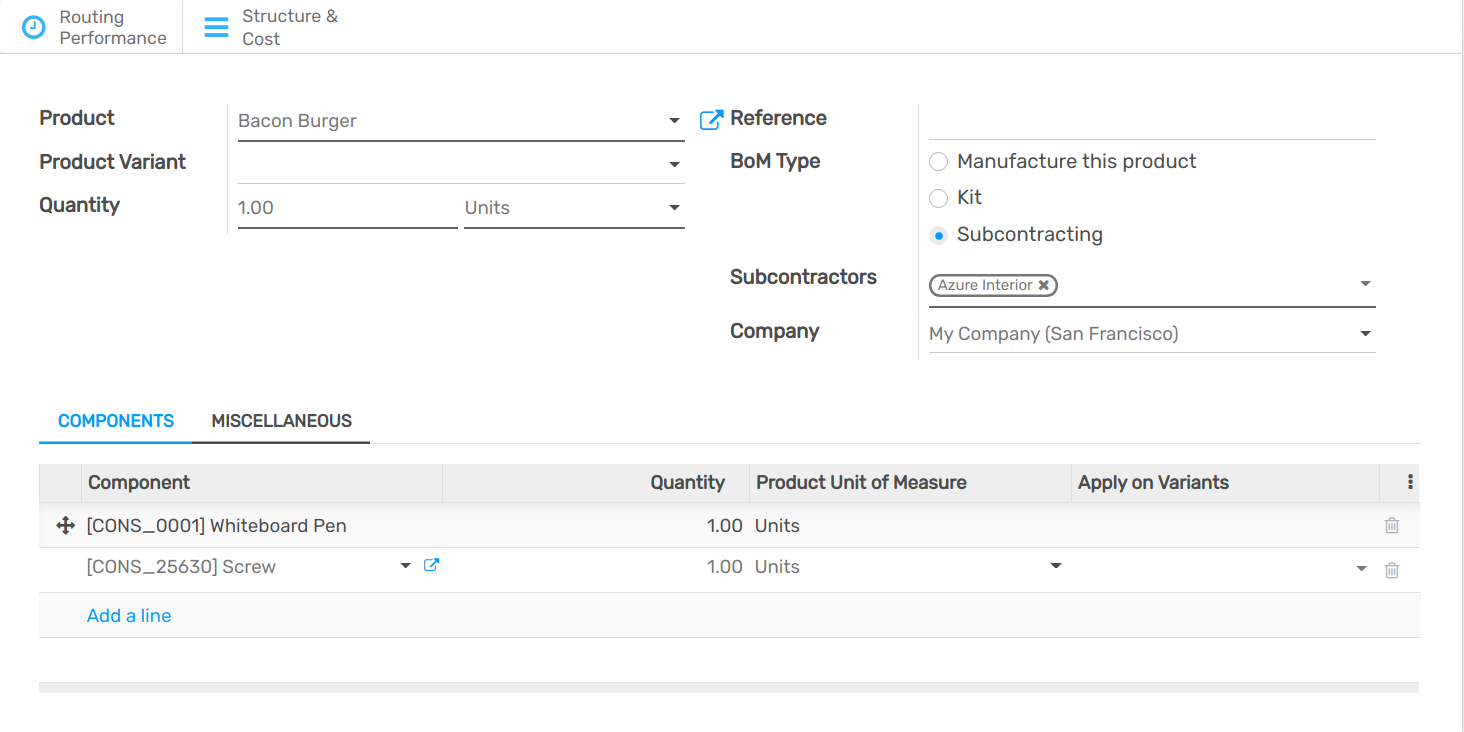 Routing
Performance
Structure &
Cost
Product
Bacon Burger
Product Variant
Quantity
1.00
Units
Reference
BoM Type
Manufacture this product
Kit
Subcontracting
Subcontractors
Azure Interior
Company
My Company (San Francisco)
COMPONENTS MISCELLANEOUS
Component Quantity Product Unit of Measure Apply on Variants
[CONS_0001] Whiteboard Pen 1.00 Units
[CONS_25630] Screw 1.00 Units
Add a line